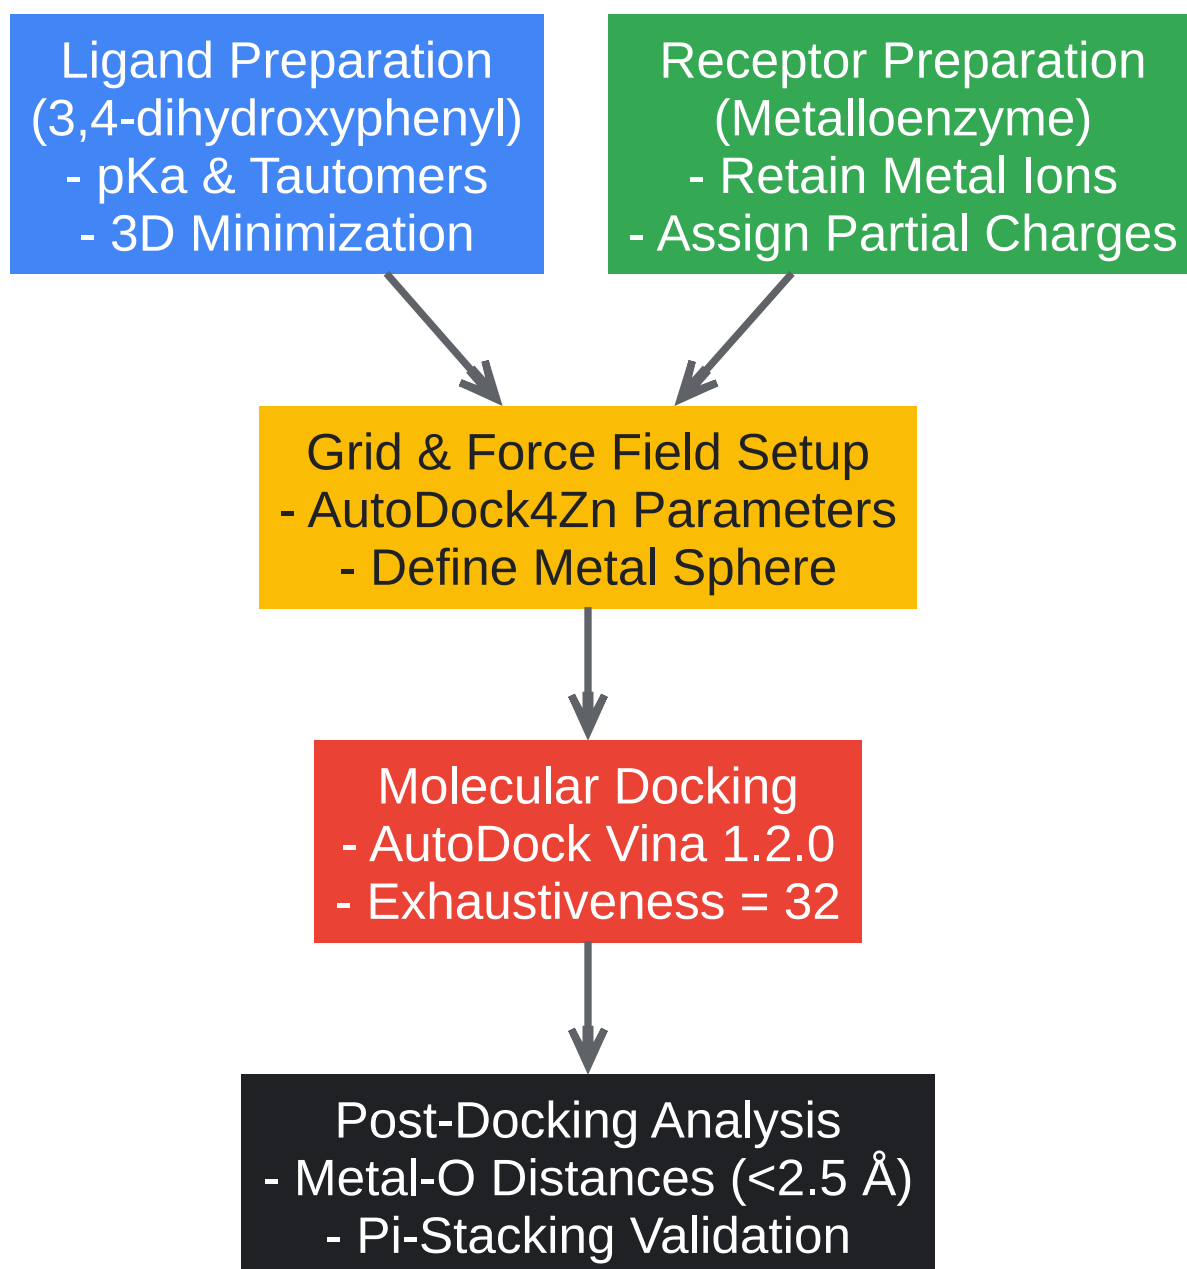 Ligand Preparation
(3,4-dihydroxyphenyl)
- pKa & Tautomers
- 3D Minimization
Receptor Preparation
(Metalloenzyme)
- Retain Metal Ions
- Assign Partial Charges
Grid & Force Field Setup
- AutoDock4Zn Parameters
- Define Metal Sphere
Molecular Docking
- AutoDock Vina 1.2.0
- Exhaustiveness = 32
Post-Docking Analysis
- Metal-O Distances (<2.5 Å)
- Pi-Stacking Validation